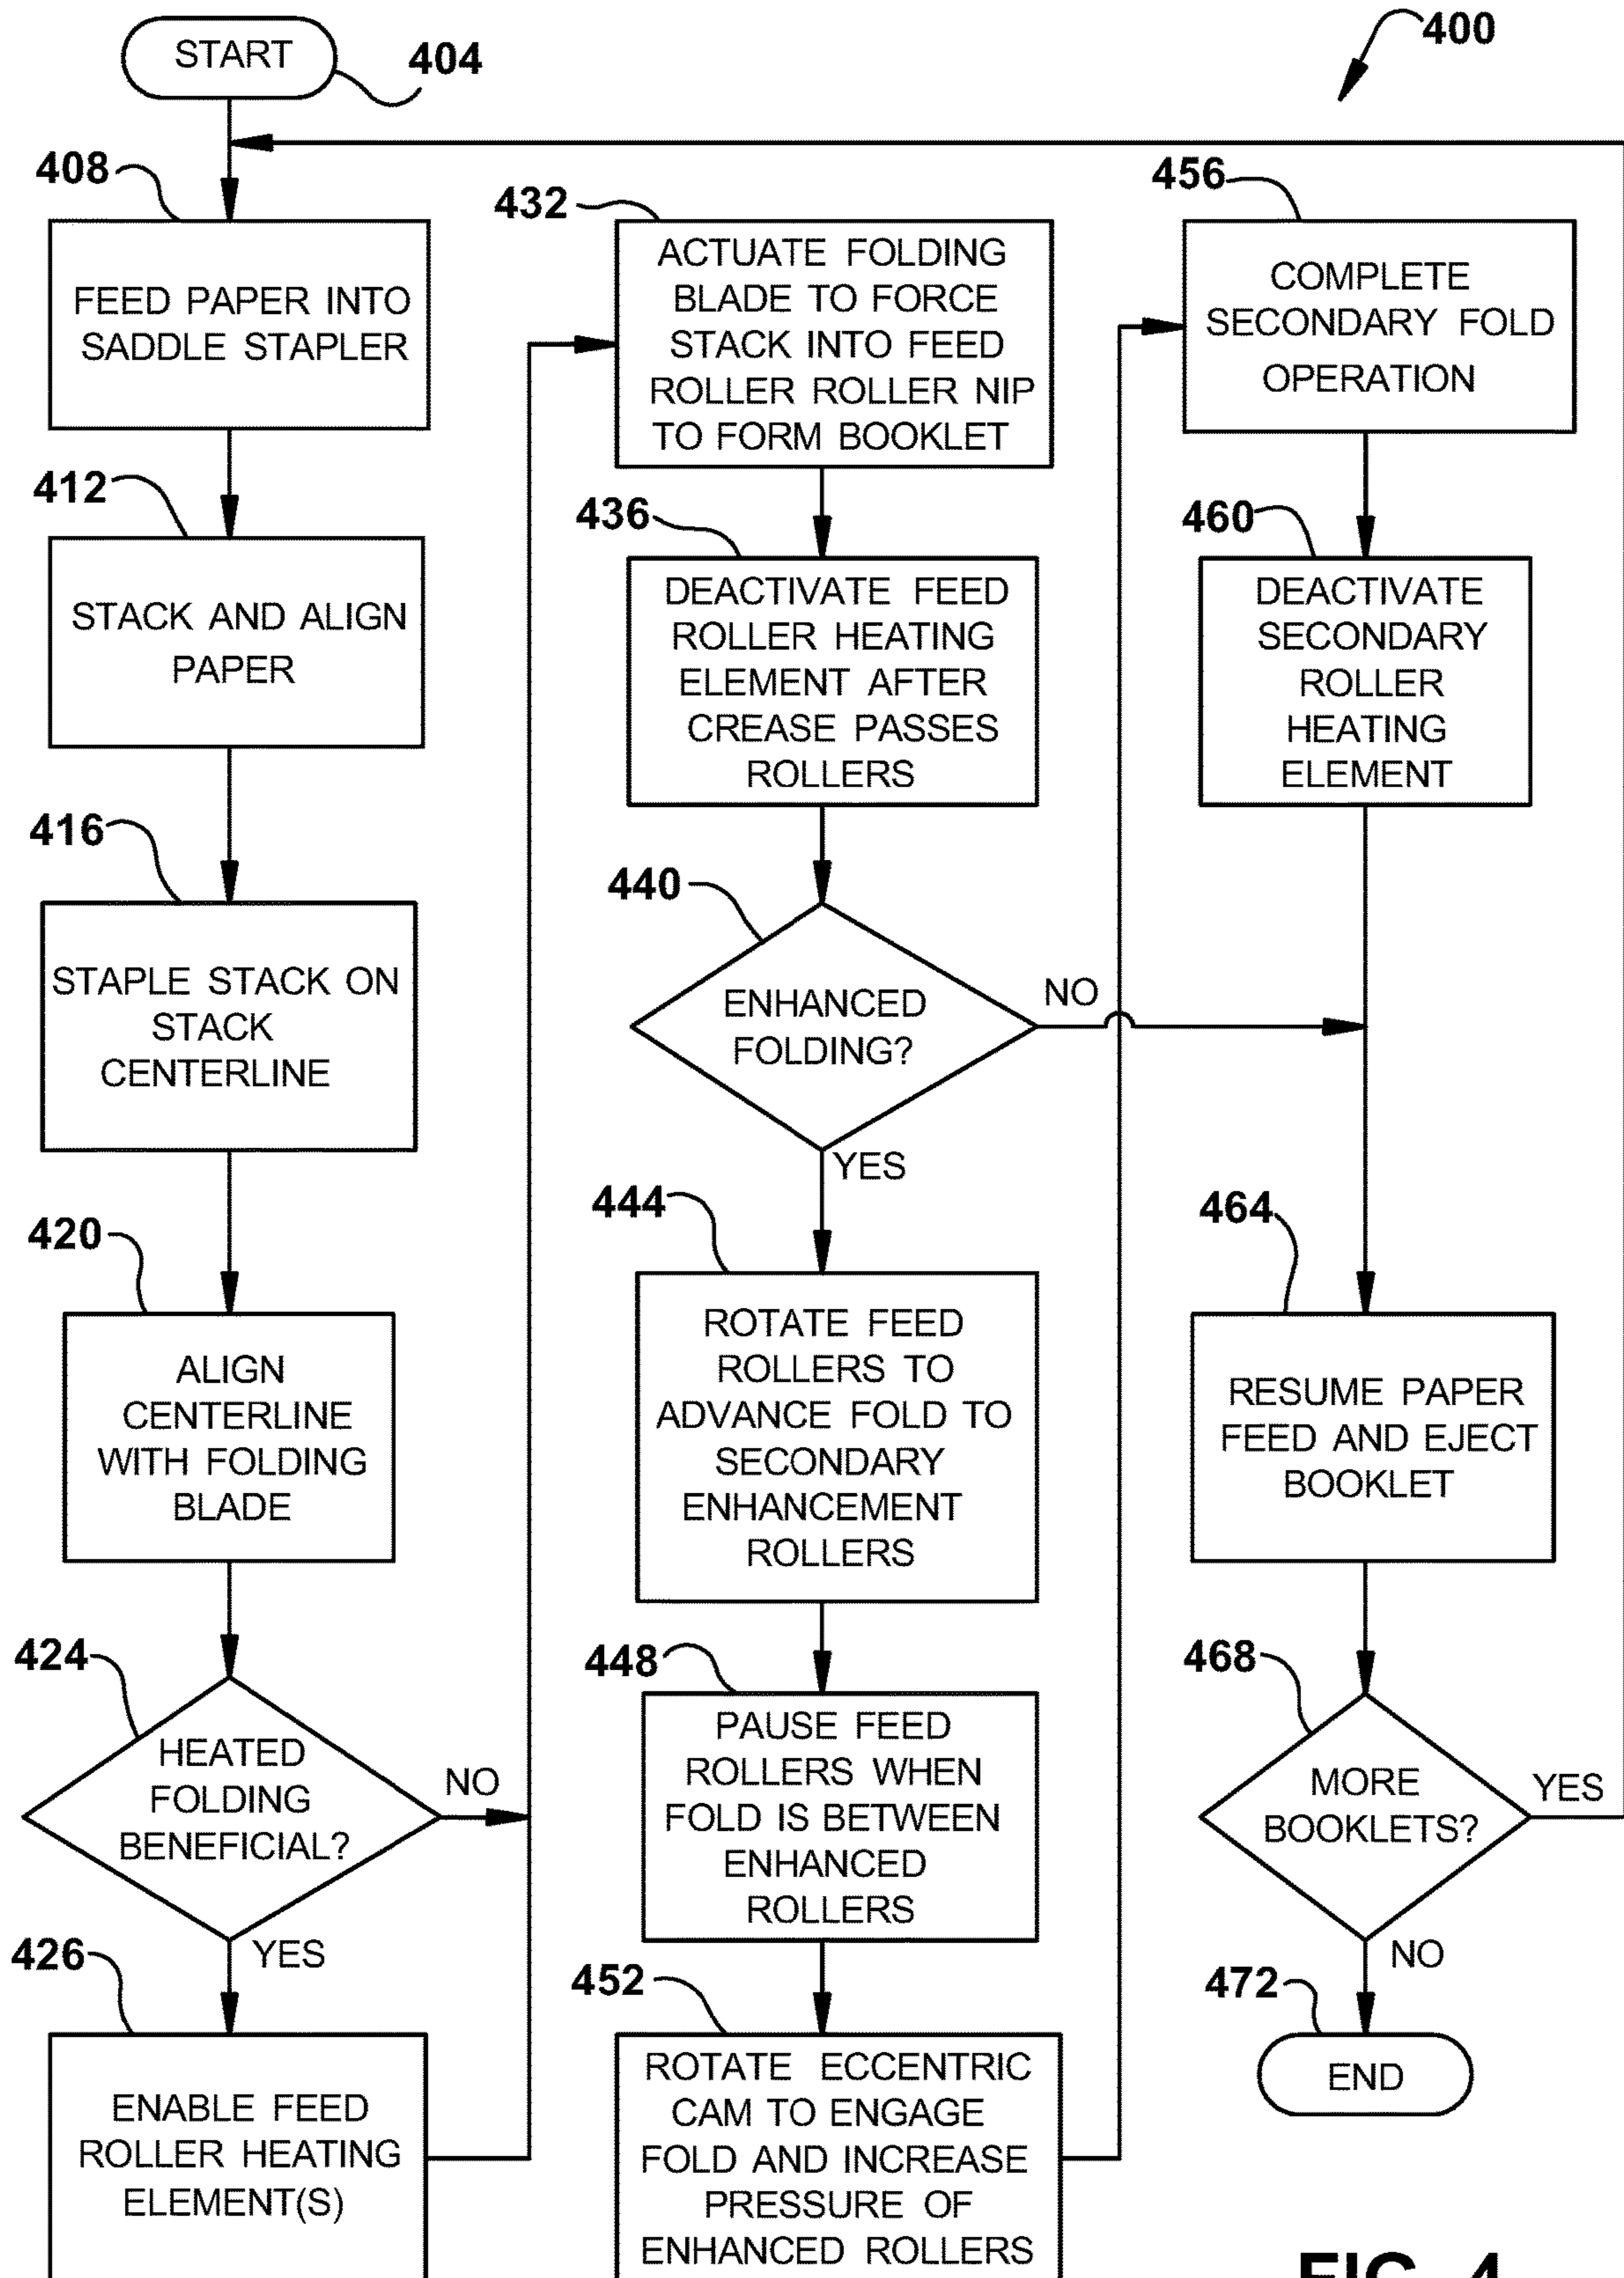 400
START
404
408
FEED PAPER INTO
SADDLE STAPLER
412
STACK AND ALIGN
PAPER
416
STAPLE STACK ON
STACK
CENTERLINE
420
ALIGN
CENTERLINE
WITH FOLDING
BLADE
424
HEATED
FOLDING
BENEFICIAL?
NO
YES
426
ENABLE FEED
ROLLER HEATING
ELEMENT(S)
432
ACTUATE FOLDING
BLADE TO FORCE
STACK INTO FEED
ROLLER ROLLER NIP
TO FORM BOOKLET
436
DEACTIVATE FEED
ROLLER HEATING
ELEMENT AFTER
CREASE PASSES
ROLLERS
440
ENHANCED
FOLDING?
NO
YES
444
ROTATE FEED
ROLLERS TO
ADVANCE FOLD TO
SECONDARY
ENHANCEMENT
ROLLERS
448
PAUSE FEED
ROLLERS WHEN
FOLD IS BETWEEN
ENHANCED
ROLLERS
452
ROTATE ECCENTRIC
CAM TO ENGAGE
FOLD AND INCREASE
PRESSURE OF
ENHANCED ROLLERS
456
COMPLETE
SECONDARY FOLD
OPERATION
460
DEACTIVATE
SECONDARY
ROLLER
HEATING
ELEMENT
464
RESUME PAPER
FEED AND EJECT
BOOKLET
468
MORE
BOOKLETS?
YES
NO
472
END
FIG. 4